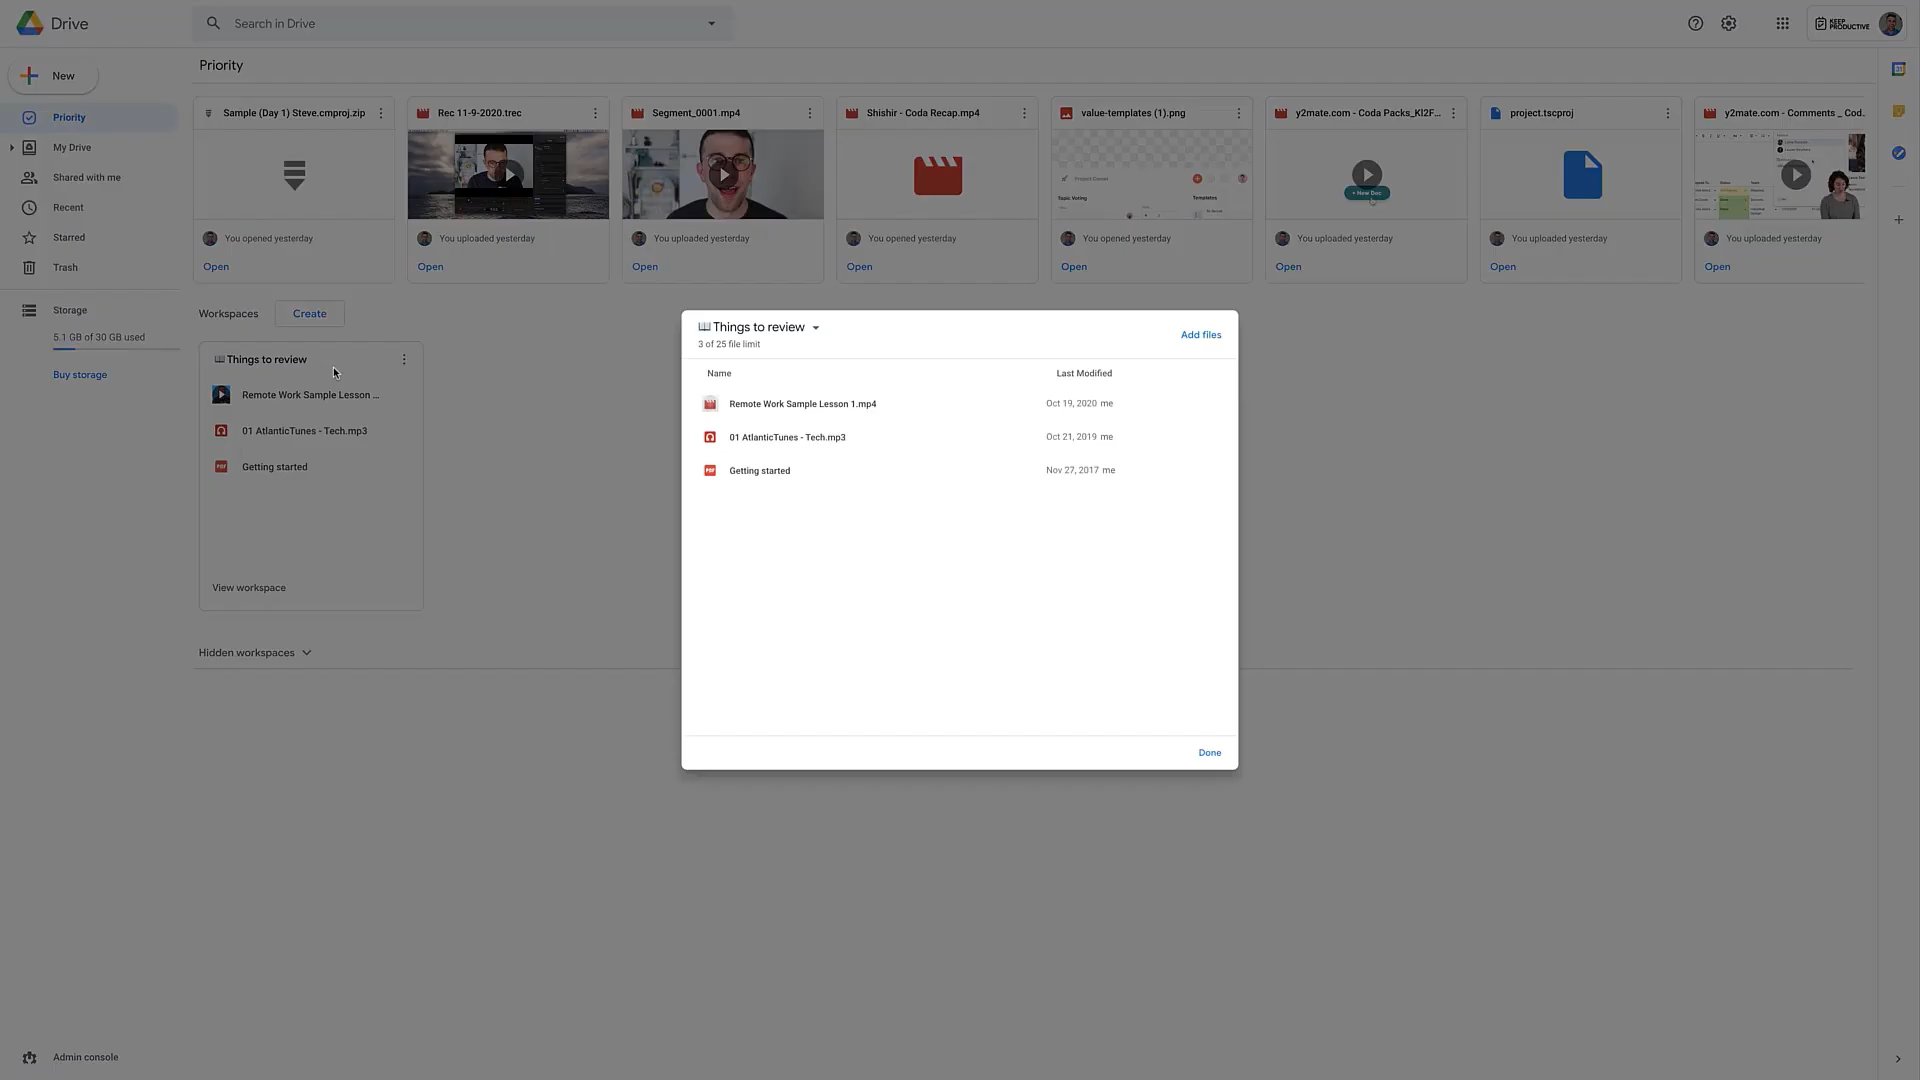 Drive
Search in Drive
KEEP
PRODUCTIVE
New
Priority
My Drive
Shared with me
Recent
Starred
Trash
Storage
5.1 GB of 30 GB used
Buy storage
Admin console
Priority
Sample (Day 1) Steve.cmproj.zip
You opened yesterday
Open
Rec 11-9-2020.trec
You uploaded yesterday
Open
Segment_0001.mp4
You uploaded yesterday
Open
Shishir - Coda Recap.mp4
You opened yesterday
Open
value-templates (1).png
Project Closed
Topic Voting
Templates
You opened yesterday
Open
y2mate.com - Coda Packs_KI2F...
+ New Doc
You uploaded yesterday
Open
project.tscproj
You uploaded yesterday
Open
y2mate.com - Comments _ Cod..
You uploaded yesterday
Open
Workspaces
Create
Things to review
Remote Work Sample Lesson ...
01 AtlanticTunes - Tech.mp3
PDF
Getting started
View workspace
Hidden workspaces
Things to review
3 of 25 file limit
Add files
Name
Last Modified
Remote Work Sample Lesson 1.mp4
Oct 19, 2020 me
01 AtlanticTunes - Tech.mp3
Oct 21, 2019 me
PDF
Getting started
Nov 27, 2017 me
Done